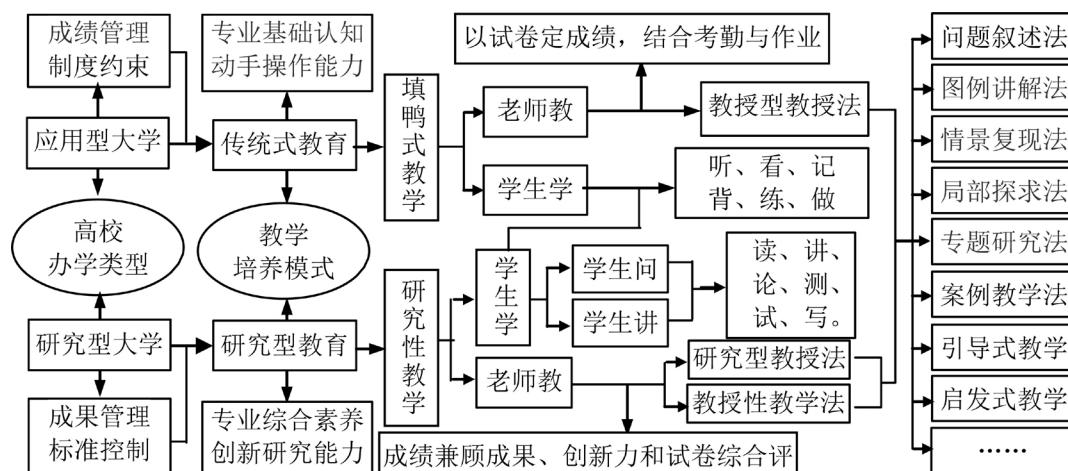 成绩管理
制度约束
专业基础认知
动手操作能力
以试卷定成绩，结合考勤与作业
应用型大学
传统式教育
填鸭式教学
老师教
教授型教授法
学生学
听、看、记
背、练、做
高校
办学类型
教学
培养模式
学生学
学生问
学生讲
读、讲、
论、测、
试、写。
研究型大学
研究型教育
研究性教学
老师教
研究型教授法
教授性教学法
成果管理
标准控制
专业综合素养
创新研究能力
成绩兼顾成果、创新力和试卷综合评
问题叙述法
图例讲解法
情景复现法
局部探求法
专题研究法
案例教学法
引导式教学
启发式教学
……